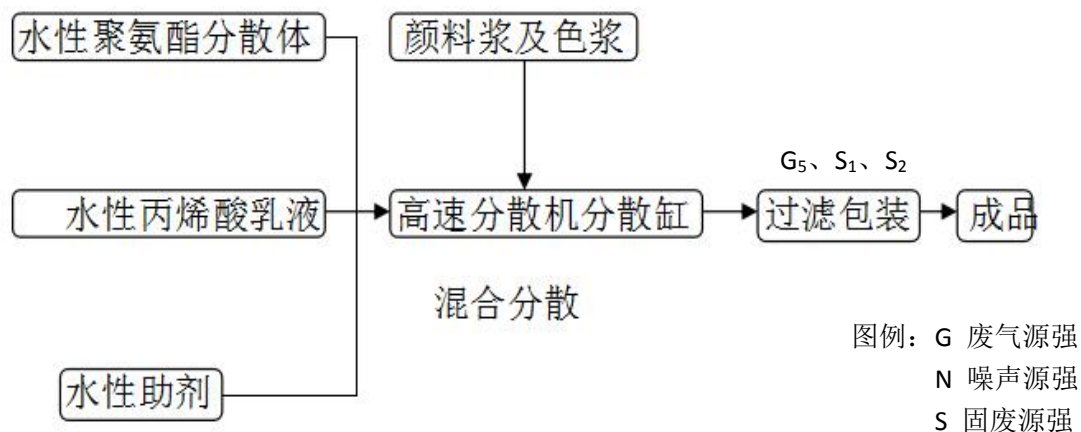 水性聚氨酯分散体
颜料浆及色浆
G₅、S₁、S₂
水性丙烯酸乳液
高速分散机分散缸
过滤包装
成品
混合分散
水性助剂
图例：G 废气源强
N 噪声源强
S 固废源强